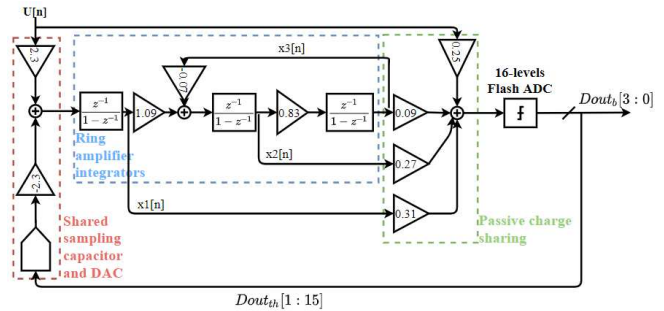 U[n]
2.3
x3[n]
-0.07
0.25
16-levels
Flash ADC
Dout_b[3 : 0]
z^{-1}
1 - z^{-1}
1.09
z^{-1}
1 - z^{-1}
0.83
z^{-1}
1 - z^{-1}
0.09
Ring
amplifier
integrators
x2[n]
0.27
-2.3
x1[n]
0.31
Shared
sampling
capacitor
and DAC
Passive charge
sharing
Dout_{th}[1 : 15]